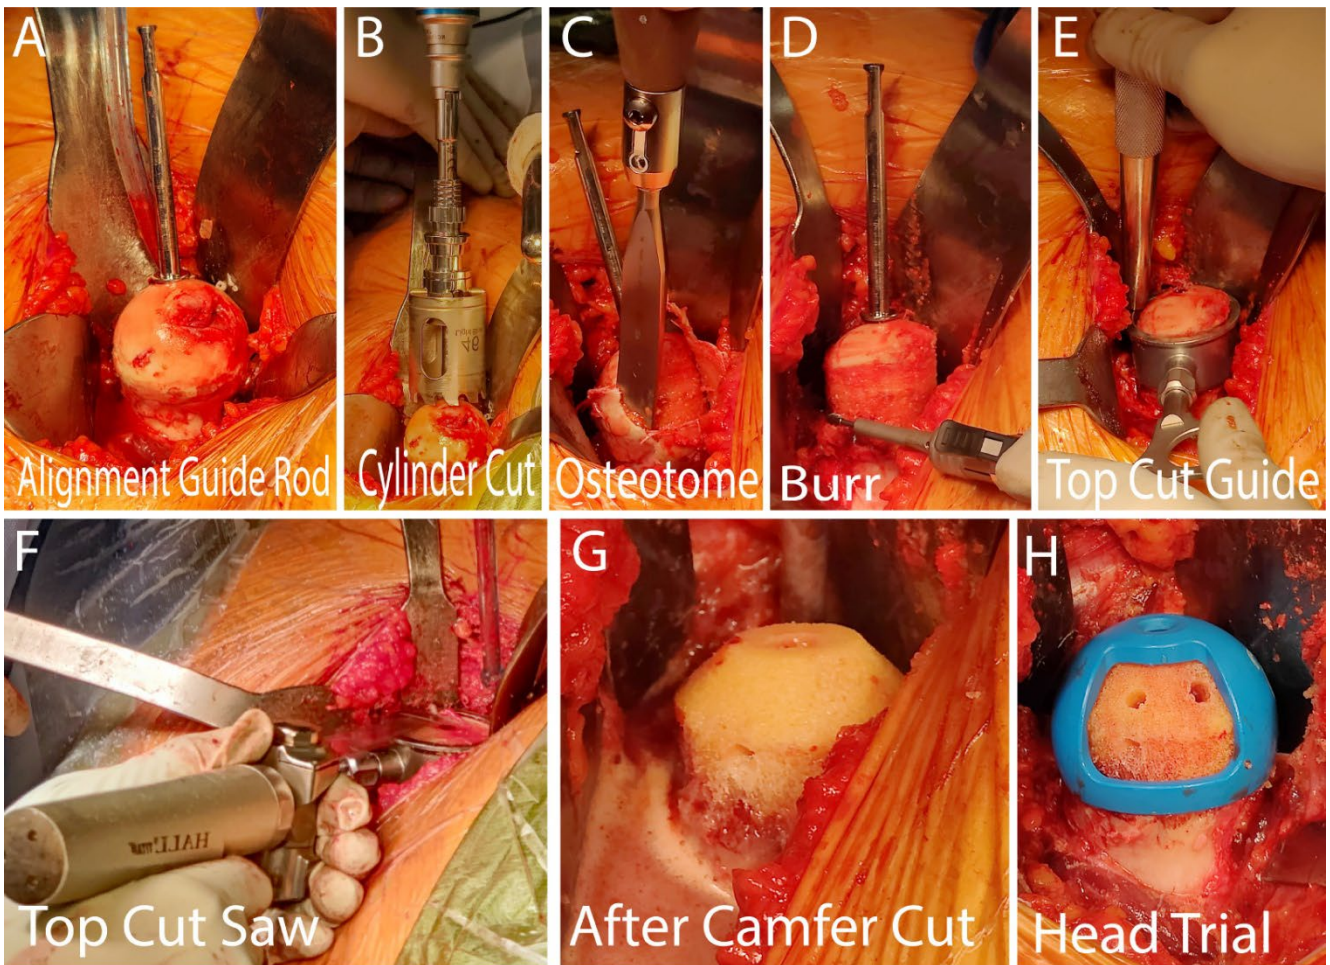 A
Alignment Guide Rod
B
46
Cylinder Cut
C
Osteotome
D
Burr
E
Top Cut Guide
F
HALL
Top Cut Saw
G
After Camfer Cut
H
Head Trial